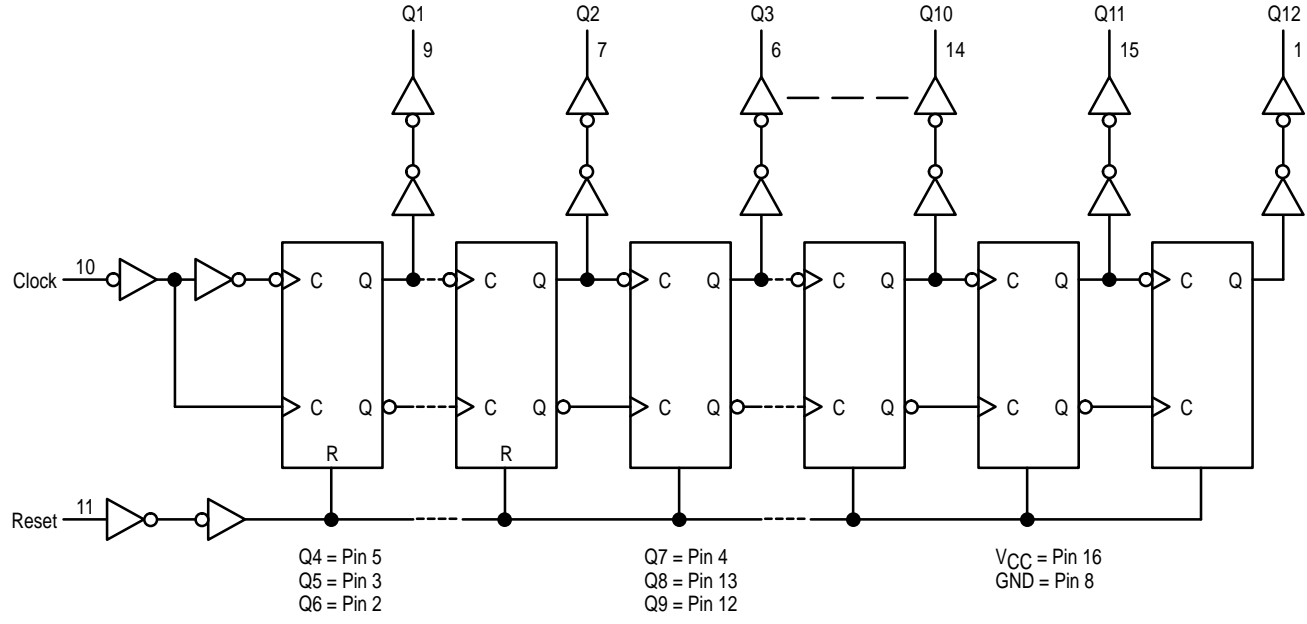 Q1 Q2 Q3 Q10 Q11 Q12
9 7 6 14 15 1
Clock 10 C Q C Q C Q C Q C Q C Q
C Q C Q C Q C Q C Q C
R R
Reset 11
Q4 = Pin 5
Q5 = Pin 3
Q6 = Pin 2
Q7 = Pin 4
Q8 = Pin 13
Q9 = Pin 12
VCC = Pin 16
GND = Pin 8